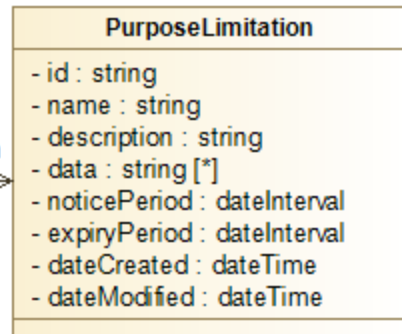 PurposeLimitation
- id : string
- name : string
- description : string
- data : string [*]
- noticePeriod : dateInterval
- expiryPeriod : dateInterval
- dateCreated : dateTime
- dateModified : dateTime